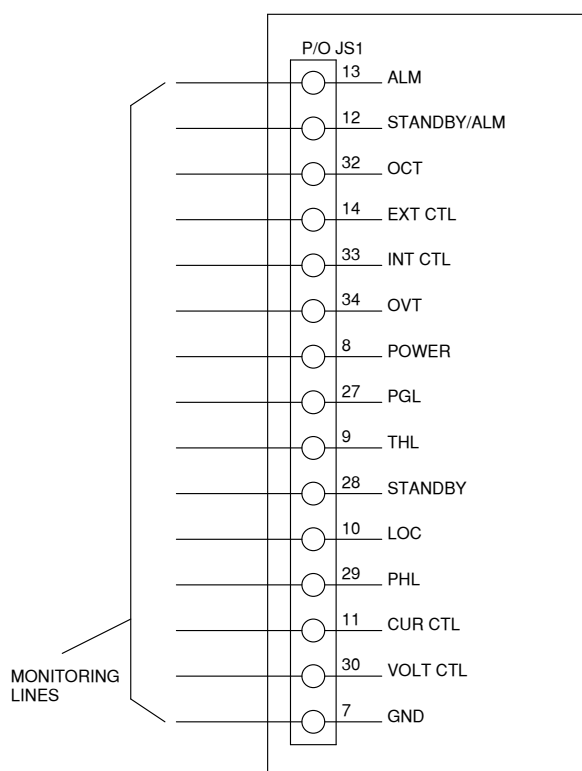 P/O JS1
13 ALM
12 STANDBY/ALM
32 OCT
14 EXT CTL
33 INT CTL
34 OVT
8 POWER
27 PGL
9 THL
28 STANDBY
10 LOC
29 PHL
11 CUR CTL
30 VOLT CTL
7 GND
MONITORING
LINES